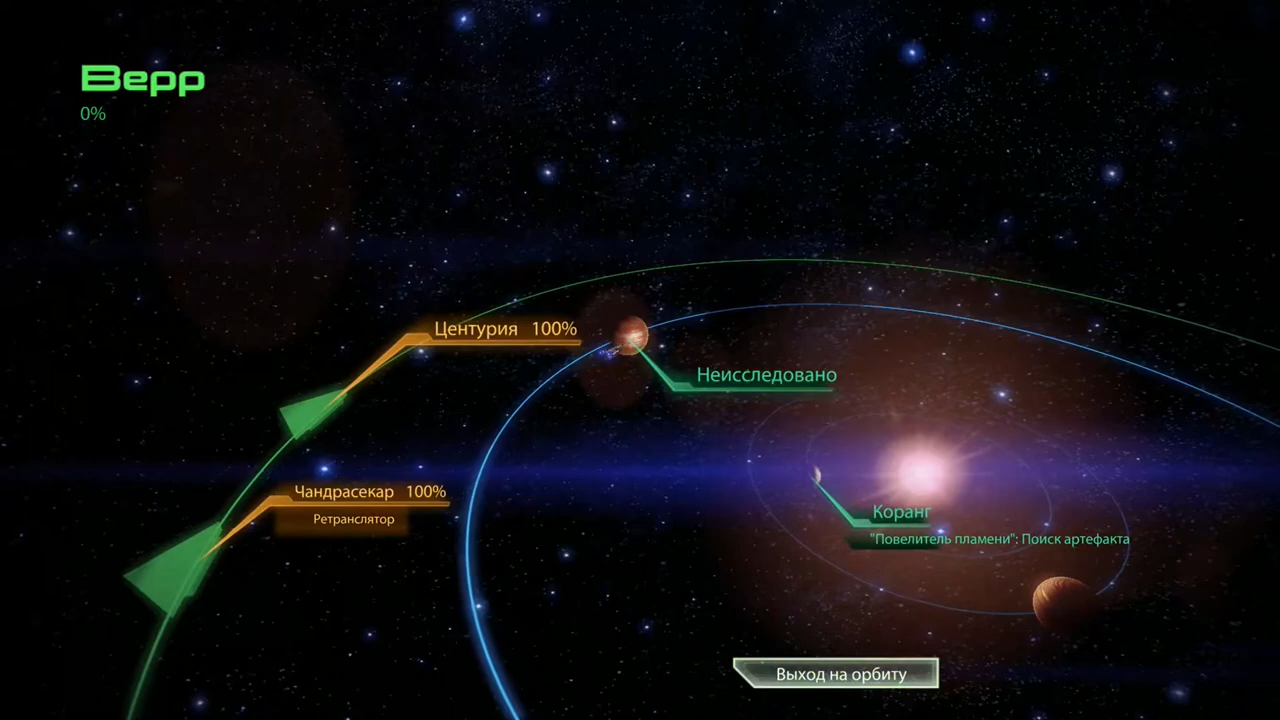 Верр
0%
Центурия 100%
Неисследовано
Чандрасекар 100%
Ретранслятор
Коранг
"Повелитель пламени": Поиск артефакта
Выход на орбиту